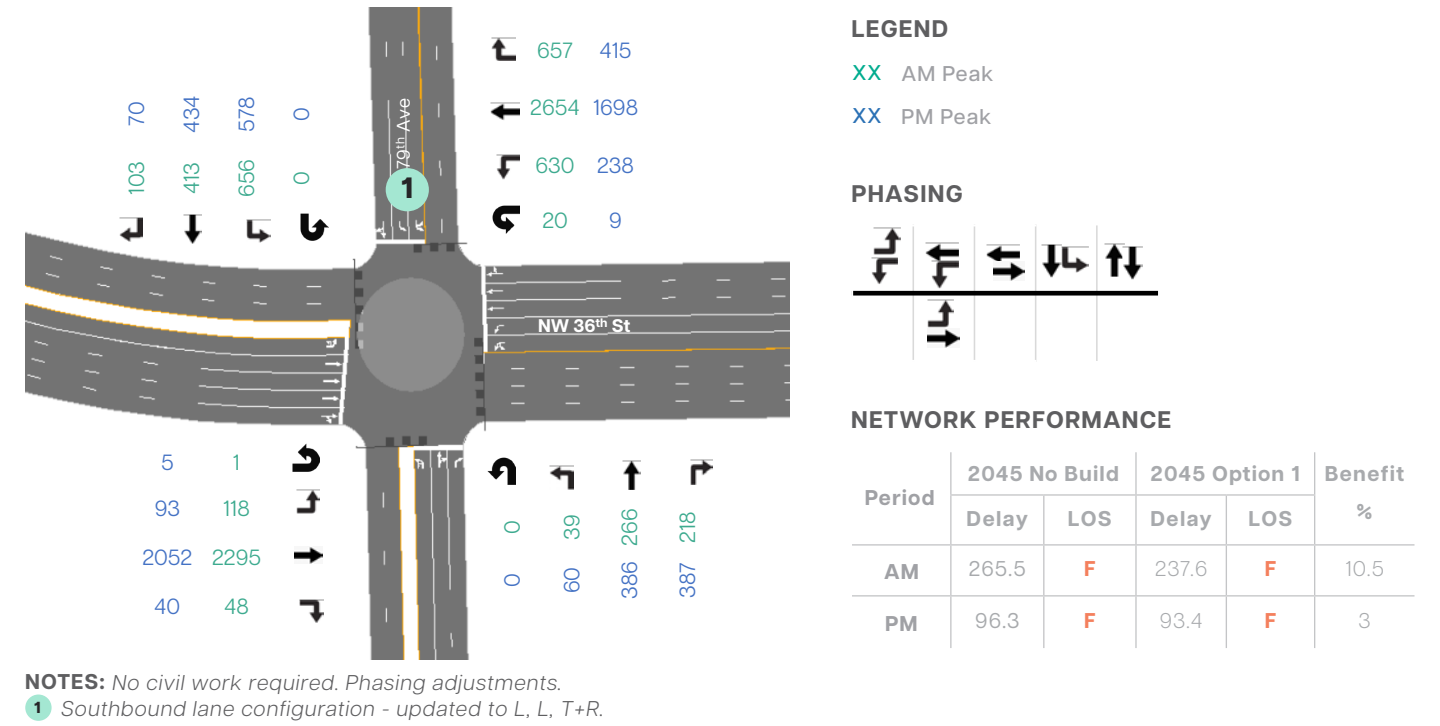 657 415
2654 1698
630 238
20 9
70 434 578 0
103 413 656 0
79th Ave
1
NW 36th St
5 1
93 118
2052 2295
40 48
0 39 266 218
0 60 386 387
NOTES: No civil work required. Phasing adjustments.
1 Southbound lane configuration - updated to L, L, T+R.
LEGEND
XX AM Peak
XX PM Peak
PHASING
NETWORK PERFORMANCE
Period 2045 No Build 2045 Option 1 Benefit %
Delay LOS Delay LOS
AM 265.5 F 237.6 F 10.5
PM 96.3 F 93.4 F 3